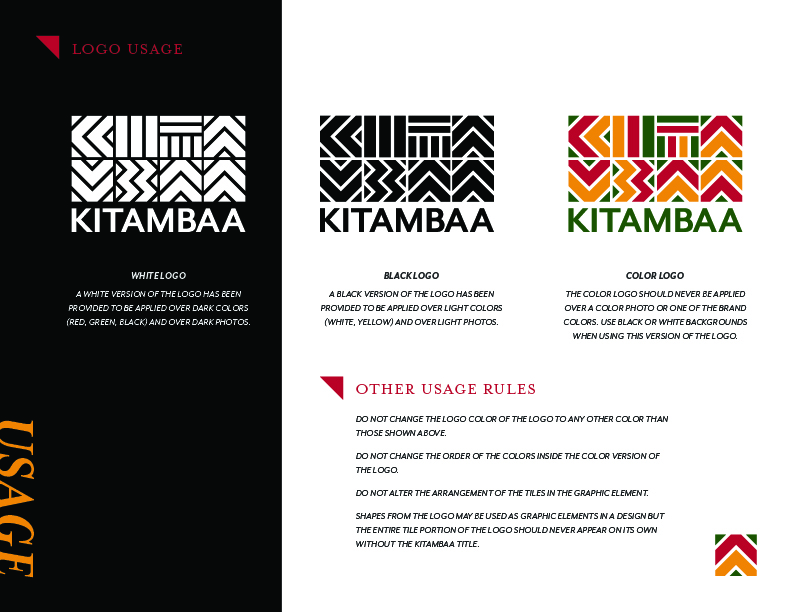 LOGO USAGE
KITAMBAA
WHITE LOGO
A WHITE VERSION OF THE LOGO HAS BEEN
PROVIDED TO BE APPLIED OVER DARK COLORS
(RED, GREEN, BLACK) AND OVER DARK PHOTOS.
KITAMBAA
BLACK LOGO
A BLACK VERSION OF THE LOGO HAS BEEN
PROVIDED TO BE APPLIED OVER LIGHT COLORS
(WHITE, YELLOW) AND OVER LIGHT PHOTOS.
KITAMBAA
COLOR LOGO
THE COLOR LOGO SHOULD NEVER BE APPLIED
OVER A COLOR PHOTO OR ONE OF THE BRAND
COLORS. USE BLACK OR WHITE BACKGROUNDS
WHEN USING THIS VERSION OF THE LOGO.
OTHER USAGE RULES
DO NOT CHANGE THE LOGO COLOR OF THE LOGO TO ANY OTHER COLOR THAN
THOSE SHOWN ABOVE.
DO NOT CHANGE THE ORDER OF THE COLORS INSIDE THE COLOR VERSION OF
THE LOGO.
DO NOT ALTER THE ARRANGEMENT OF THE TILES IN THE GRAPHIC ELEMENT.
SHAPES FROM THE LOGO MAY BE USED AS GRAPHIC ELEMENTS IN A DESIGN BUT
THE ENTIRE TILE PORTION OF THE LOGO SHOULD NEVER APPEAR ON ITS OWN
WITHOUT THE KITAMBAA TITLE.
USAGE